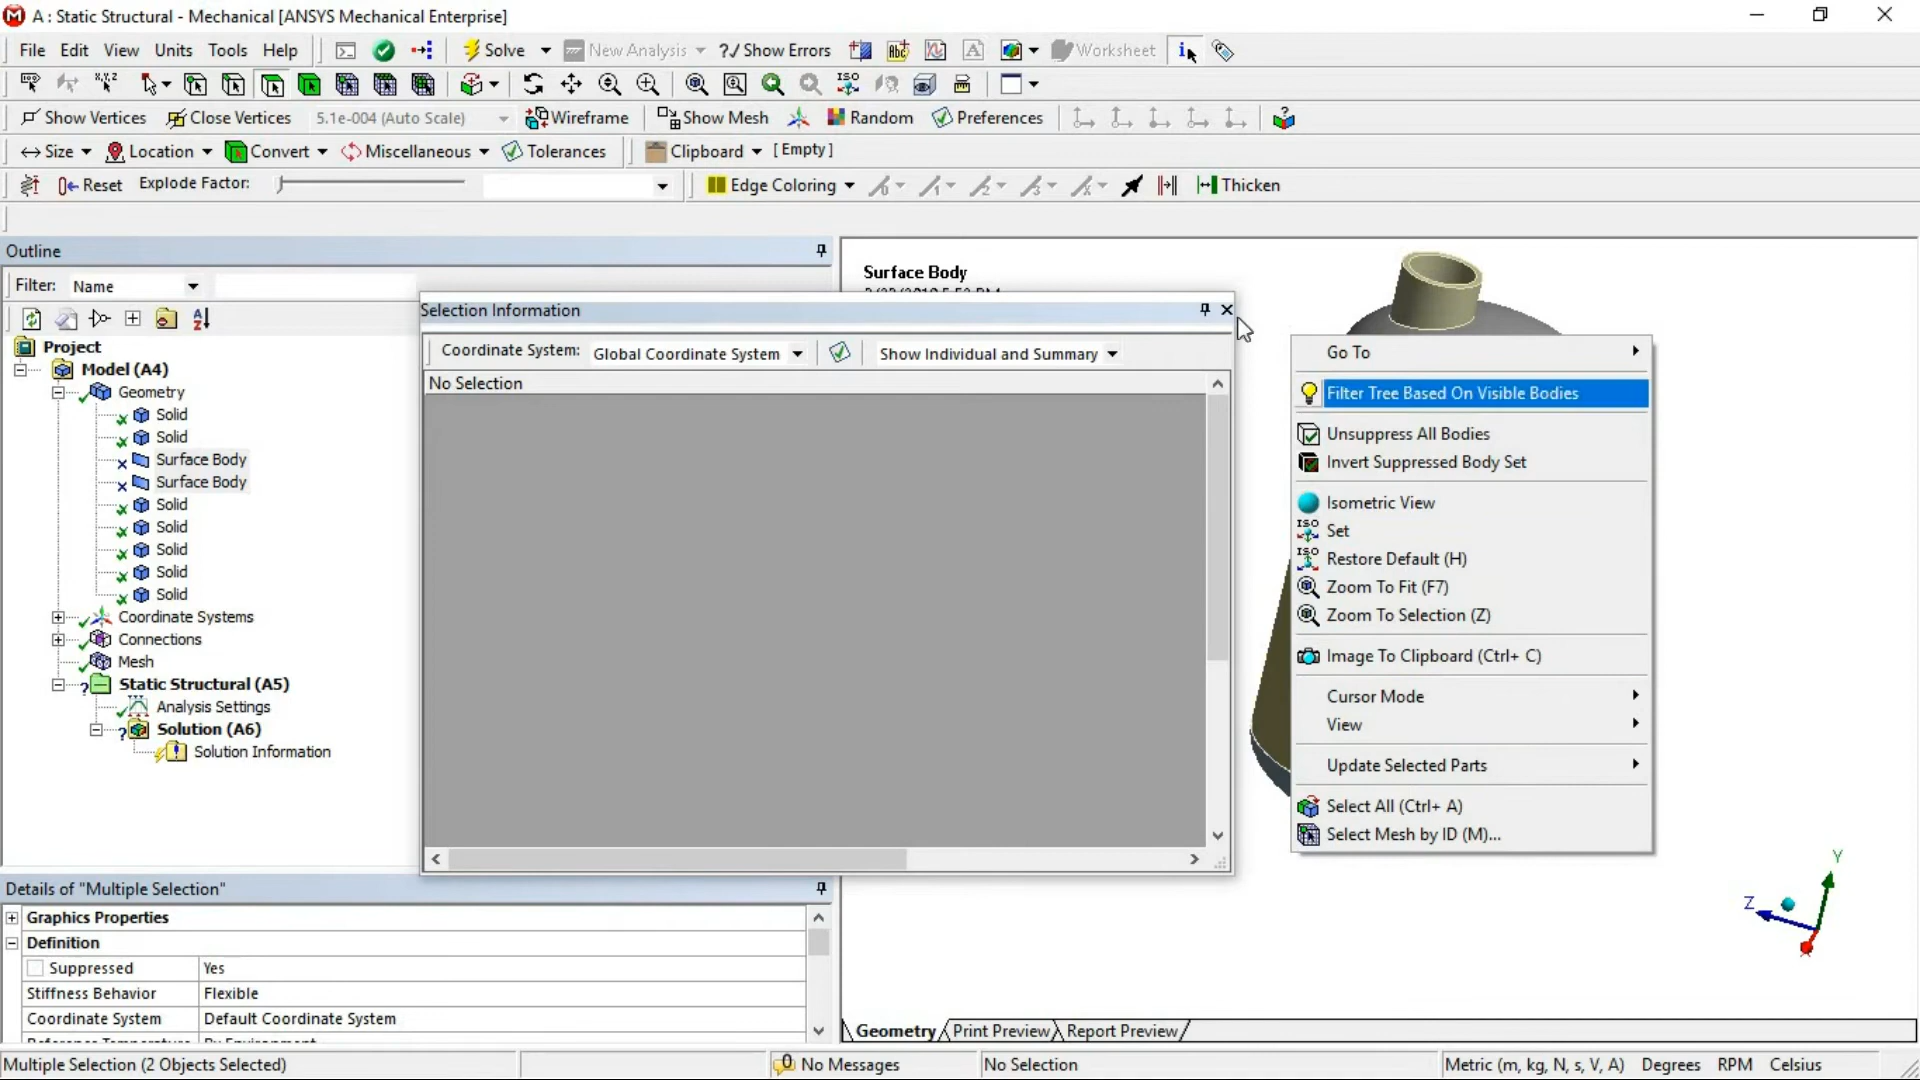 A : Static Structural - Mechanical [ANSYS Mechanical Enterprise]
File Edit View Units Tools Help Solve New Analysis ?/ Show Errors Worksheet
Show Vertices Close Vertices 5.1e-004 (Auto Scale) Wireframe Show Mesh Random Preferences
Size Location Convert Miscellaneous Tolerances Clipboard [ Empty ]
Reset Explode Factor: Edge Coloring Thicken
Outline
Filter: Name
Project
Model (A4)
Geometry
Solid
Solid
Surface Body
Surface Body
Solid
Solid
Solid
Solid
Solid
Coordinate Systems
Connections
Mesh
Static Structural (A5)
Analysis Settings
Solution (A6)
Solution Information
Surface Body
Selection Information
Coordinate System: Global Coordinate System Show Individual and Summary
No Selection
Go To
Filter Tree Based On Visible Bodies
Unsuppress All Bodies
Invert Suppressed Body Set
Isometric View
ISO Set
ISO Restore Default (H)
Zoom To Fit (F7)
Zoom To Selection (Z)
Image To Clipboard (Ctrl+ C)
Cursor Mode
View
Update Selected Parts
Select All (Ctrl+ A)
Select Mesh by ID (M)...
Y
Z
Details of "Multiple Selection"
Graphics Properties
Definition
Suppressed Yes
Stiffness Behavior Flexible
Coordinate System Default Coordinate System
Geometry Print Preview Report Preview
Multiple Selection (2 Objects Selected) 0 No Messages No Selection Metric (m, kg, N, s, V, A) Degrees RPM Celsius